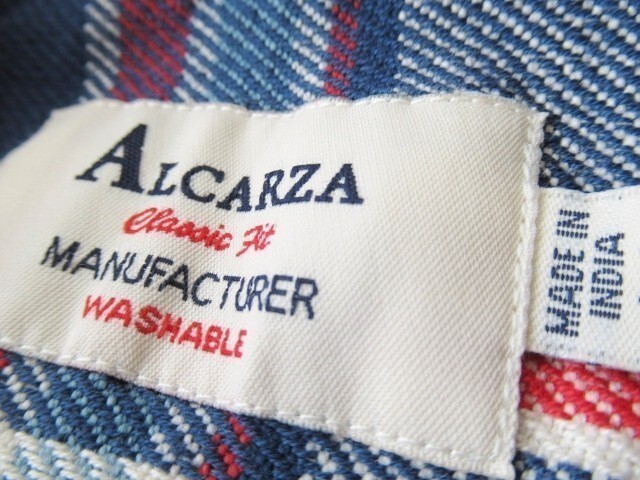 ALCARZA
Classic Fit
MANUFACTURER
WASHABLE
MADE IN
INDIA